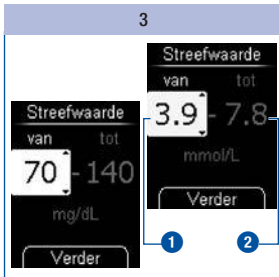 3
Streefwaarde
van tot
70 - 140
mg/dL
Verder
Streefwaarde
van tot
3.9 - 7.8
mmol/L
Verder
1 2